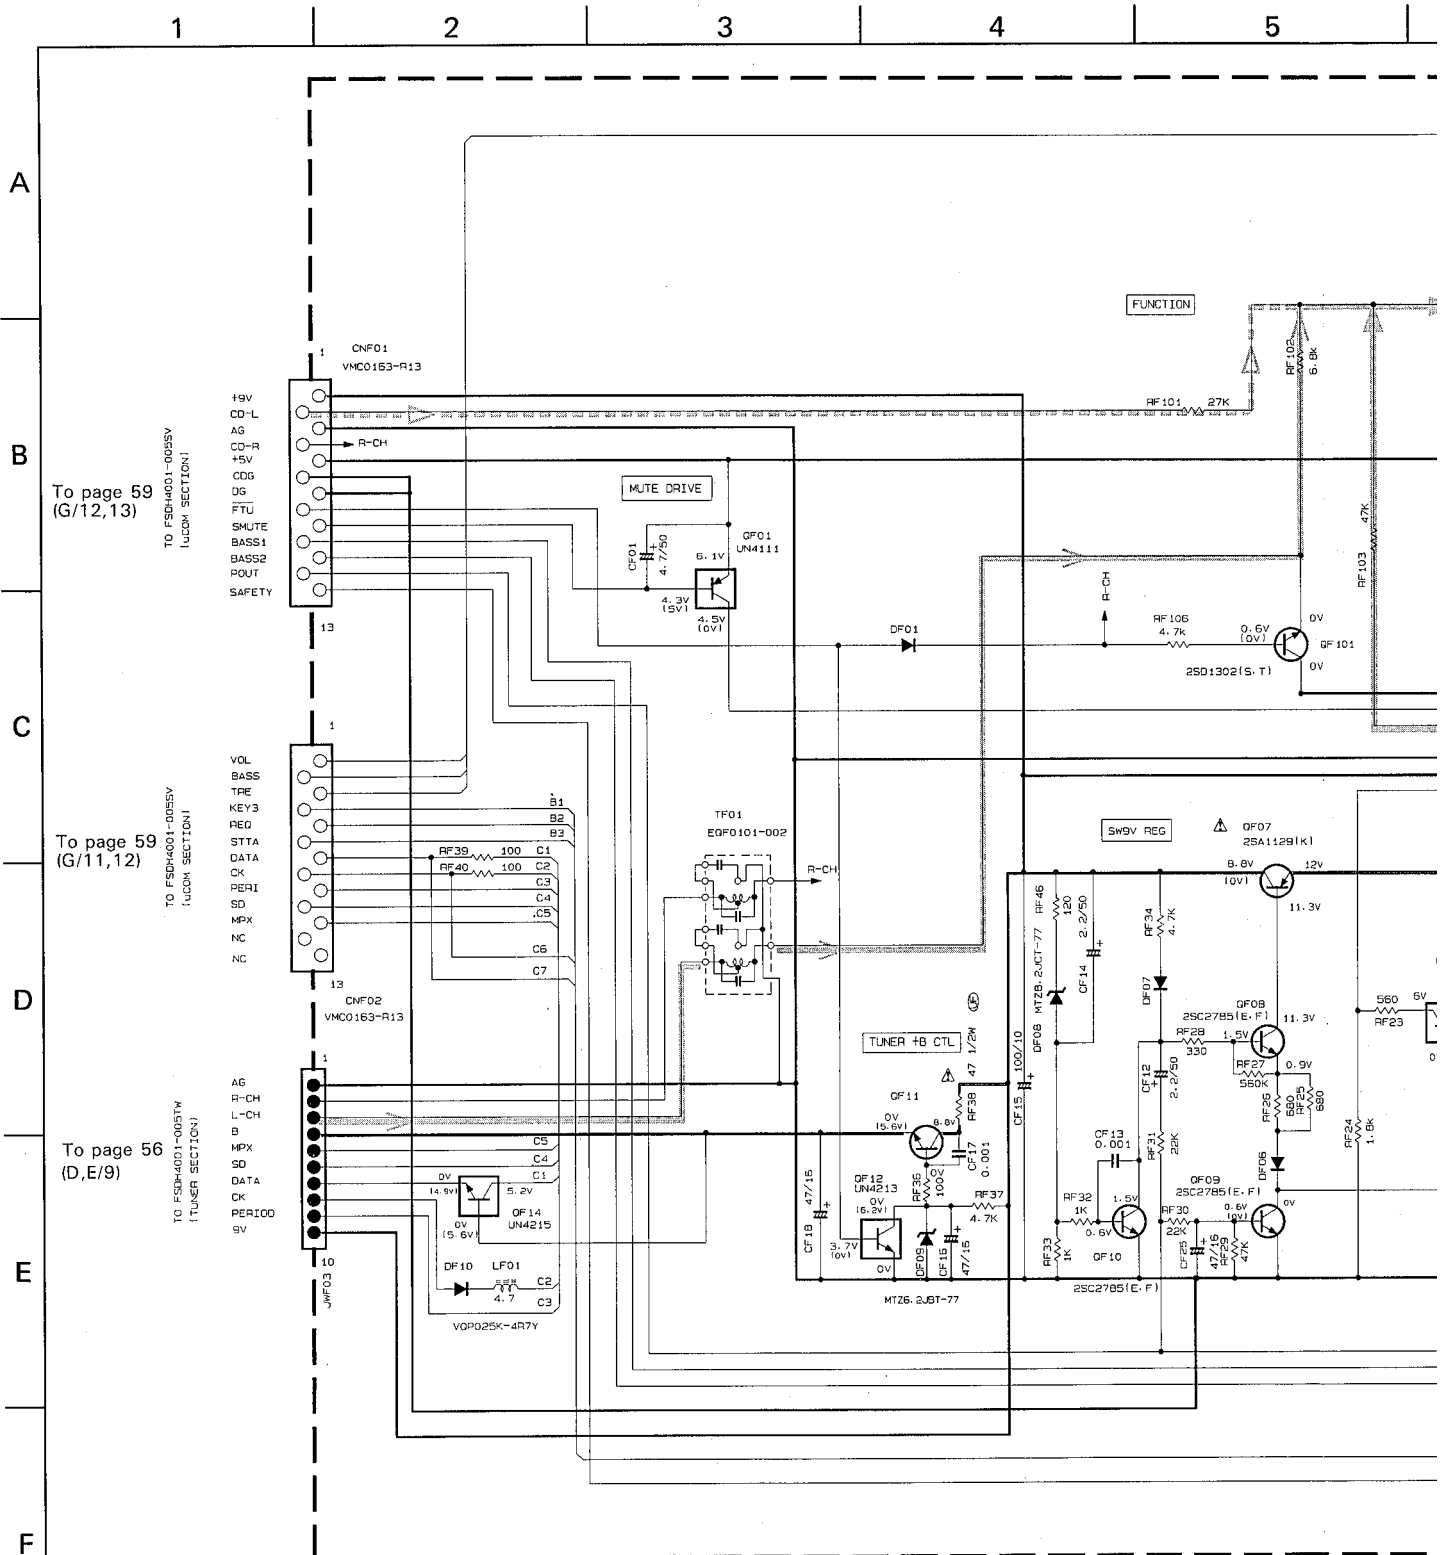 1 2 3 4 5
A
B
C
D
E
F
FUNCTION
1
CNF01
VMC0163-R13
+9V
CD-L
AG
CD-R
+5V
CDG
DG
FTU
SMUTE
BASS1
BASS2
POUT
SAFETY
R-CH
13
To page 59
(G/12,13)
TO FSDH4001-005SV
(uCOM SECTION)
MUTE DRIVE
CF01
4.7/50
6.1V
QF01
UN4111
4.3V
(5V)
4.5V
(0V)
RF101 27K
RF102
6.8K
47K
RF103
R-CH
DF01
RF106
4.7K
0.6V
(0V)
0V
QF101
0V
2SD1302(S.T)
1
VOL
BASS
TRE
KEY3
REQ
STTA
DATA
CK
PERI
SD
MPX
NC
NC
13
CNF02
VMC0163-R13
To page 59
(G/11,12)
TO FSDH4001-005SV
(uCOM SECTION)
B1
B2
B3
RF39 100 C1
RF40 100 C2
C3
C4
C5
C6
C7
TF01
EQF0101-002
R-CH
SW9V REG
QF07
2SA1129(K)
8.8V
(0V)
12V
11.3V
RF46
120
2.2/50
CF14
DF08 MTZ8.2JCT-77
RF34
4.7K
DF07
QF08
2SC2785(E.F)
11.3V
RF28
330
1.5V
RF27
560K
0.9V
CF12
2.2/50
RF26
680
RF25
680
560
RF23
6V
RF24
1.8K
TUNER +B CTL
47 1/2W
RF38
100/10
CF15
QF11
0V
(5.6V)
8.8V
CF17
0.001
0V
RF36
100
QF12
UN4213
0V
(6.2V)
RF37
4.7K
3.7V
(0V)
0V
DF09
CF16
47/16
MTZ6.2JBT-77
47/16
CF18
CF13
0.001
RF31
22K
RF32
1K
1.5V
0.6V
RF33
1K
QF10
2SC2785(E.F)
DF06
QF09
2SC2785(E.F)
0.6V
(0V)
0V
RF30
22K
CF25
47/16
RF29
47K
1
AG
R-CH
L-CH
B
MPX
SD
DATA
CK
PERIOD
9V
10
JWF03
To page 56
(D,E/9)
TO FSDH4001-005TW
(TUNER SECTION)
C5
C4
C1
0V
(4.9V)
5.2V
0V
(5.6V)
QF14
UN4215
DF10 LF01
4.7
C2
C3
VQP025K-4R7Y